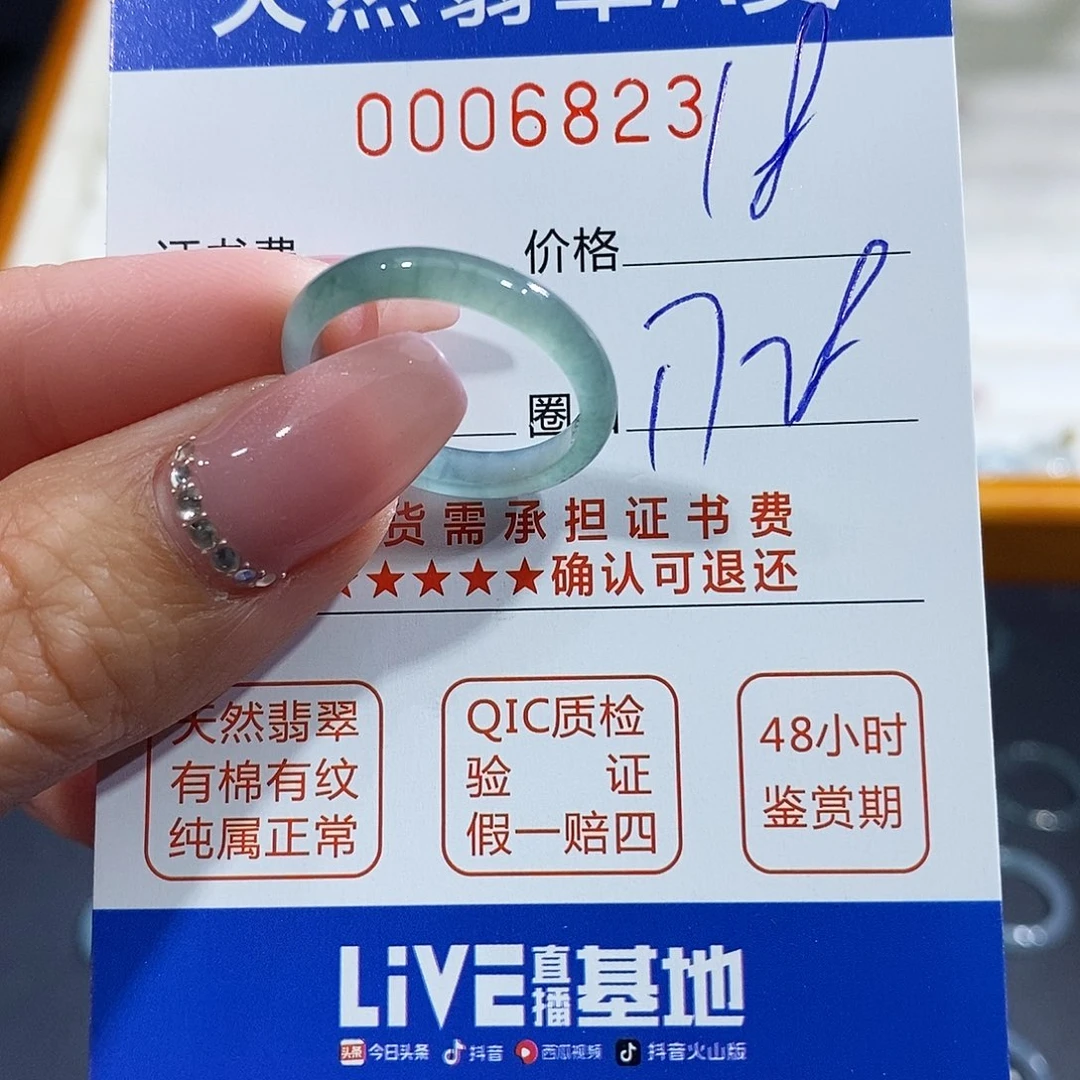 天然翡翠A货
0006823
证书费
价格
圈口
货需承担证书费
★★★★★确认可退还
天然翡翠
有棉有纹
纯属正常
QIC质检
验 证
假一赔四
48小时
鉴赏期
LiVE直播基地
头条 今日头条 抖音 西瓜视频 抖音火山版